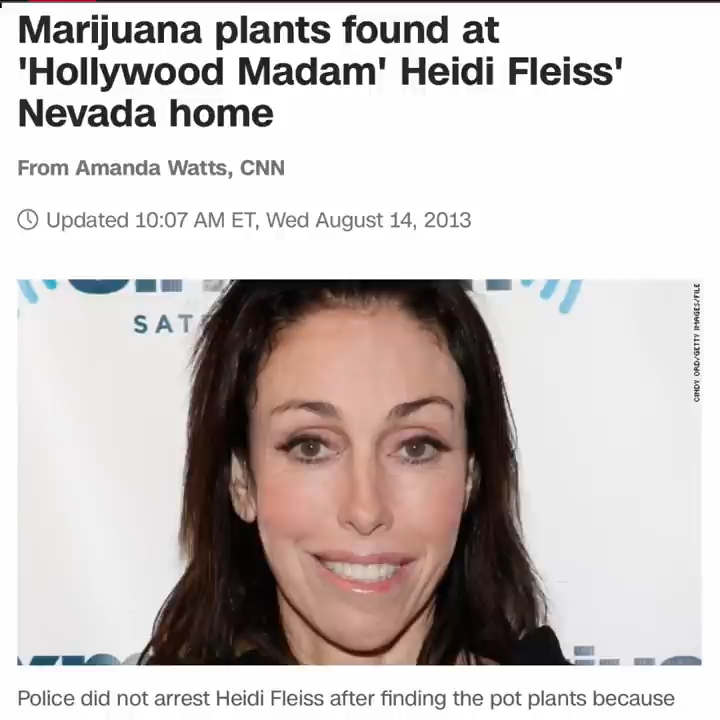 Marijuana plants found at
'Hollywood Madam' Heidi Fleiss'
Nevada home
From Amanda Watts, CNN
Updated 10:07 AM ET, Wed August 14, 2013
SAT
CINDY ORD/GETTY IMAGES/FILE
Police did not arrest Heidi Fleiss after finding the pot plants because